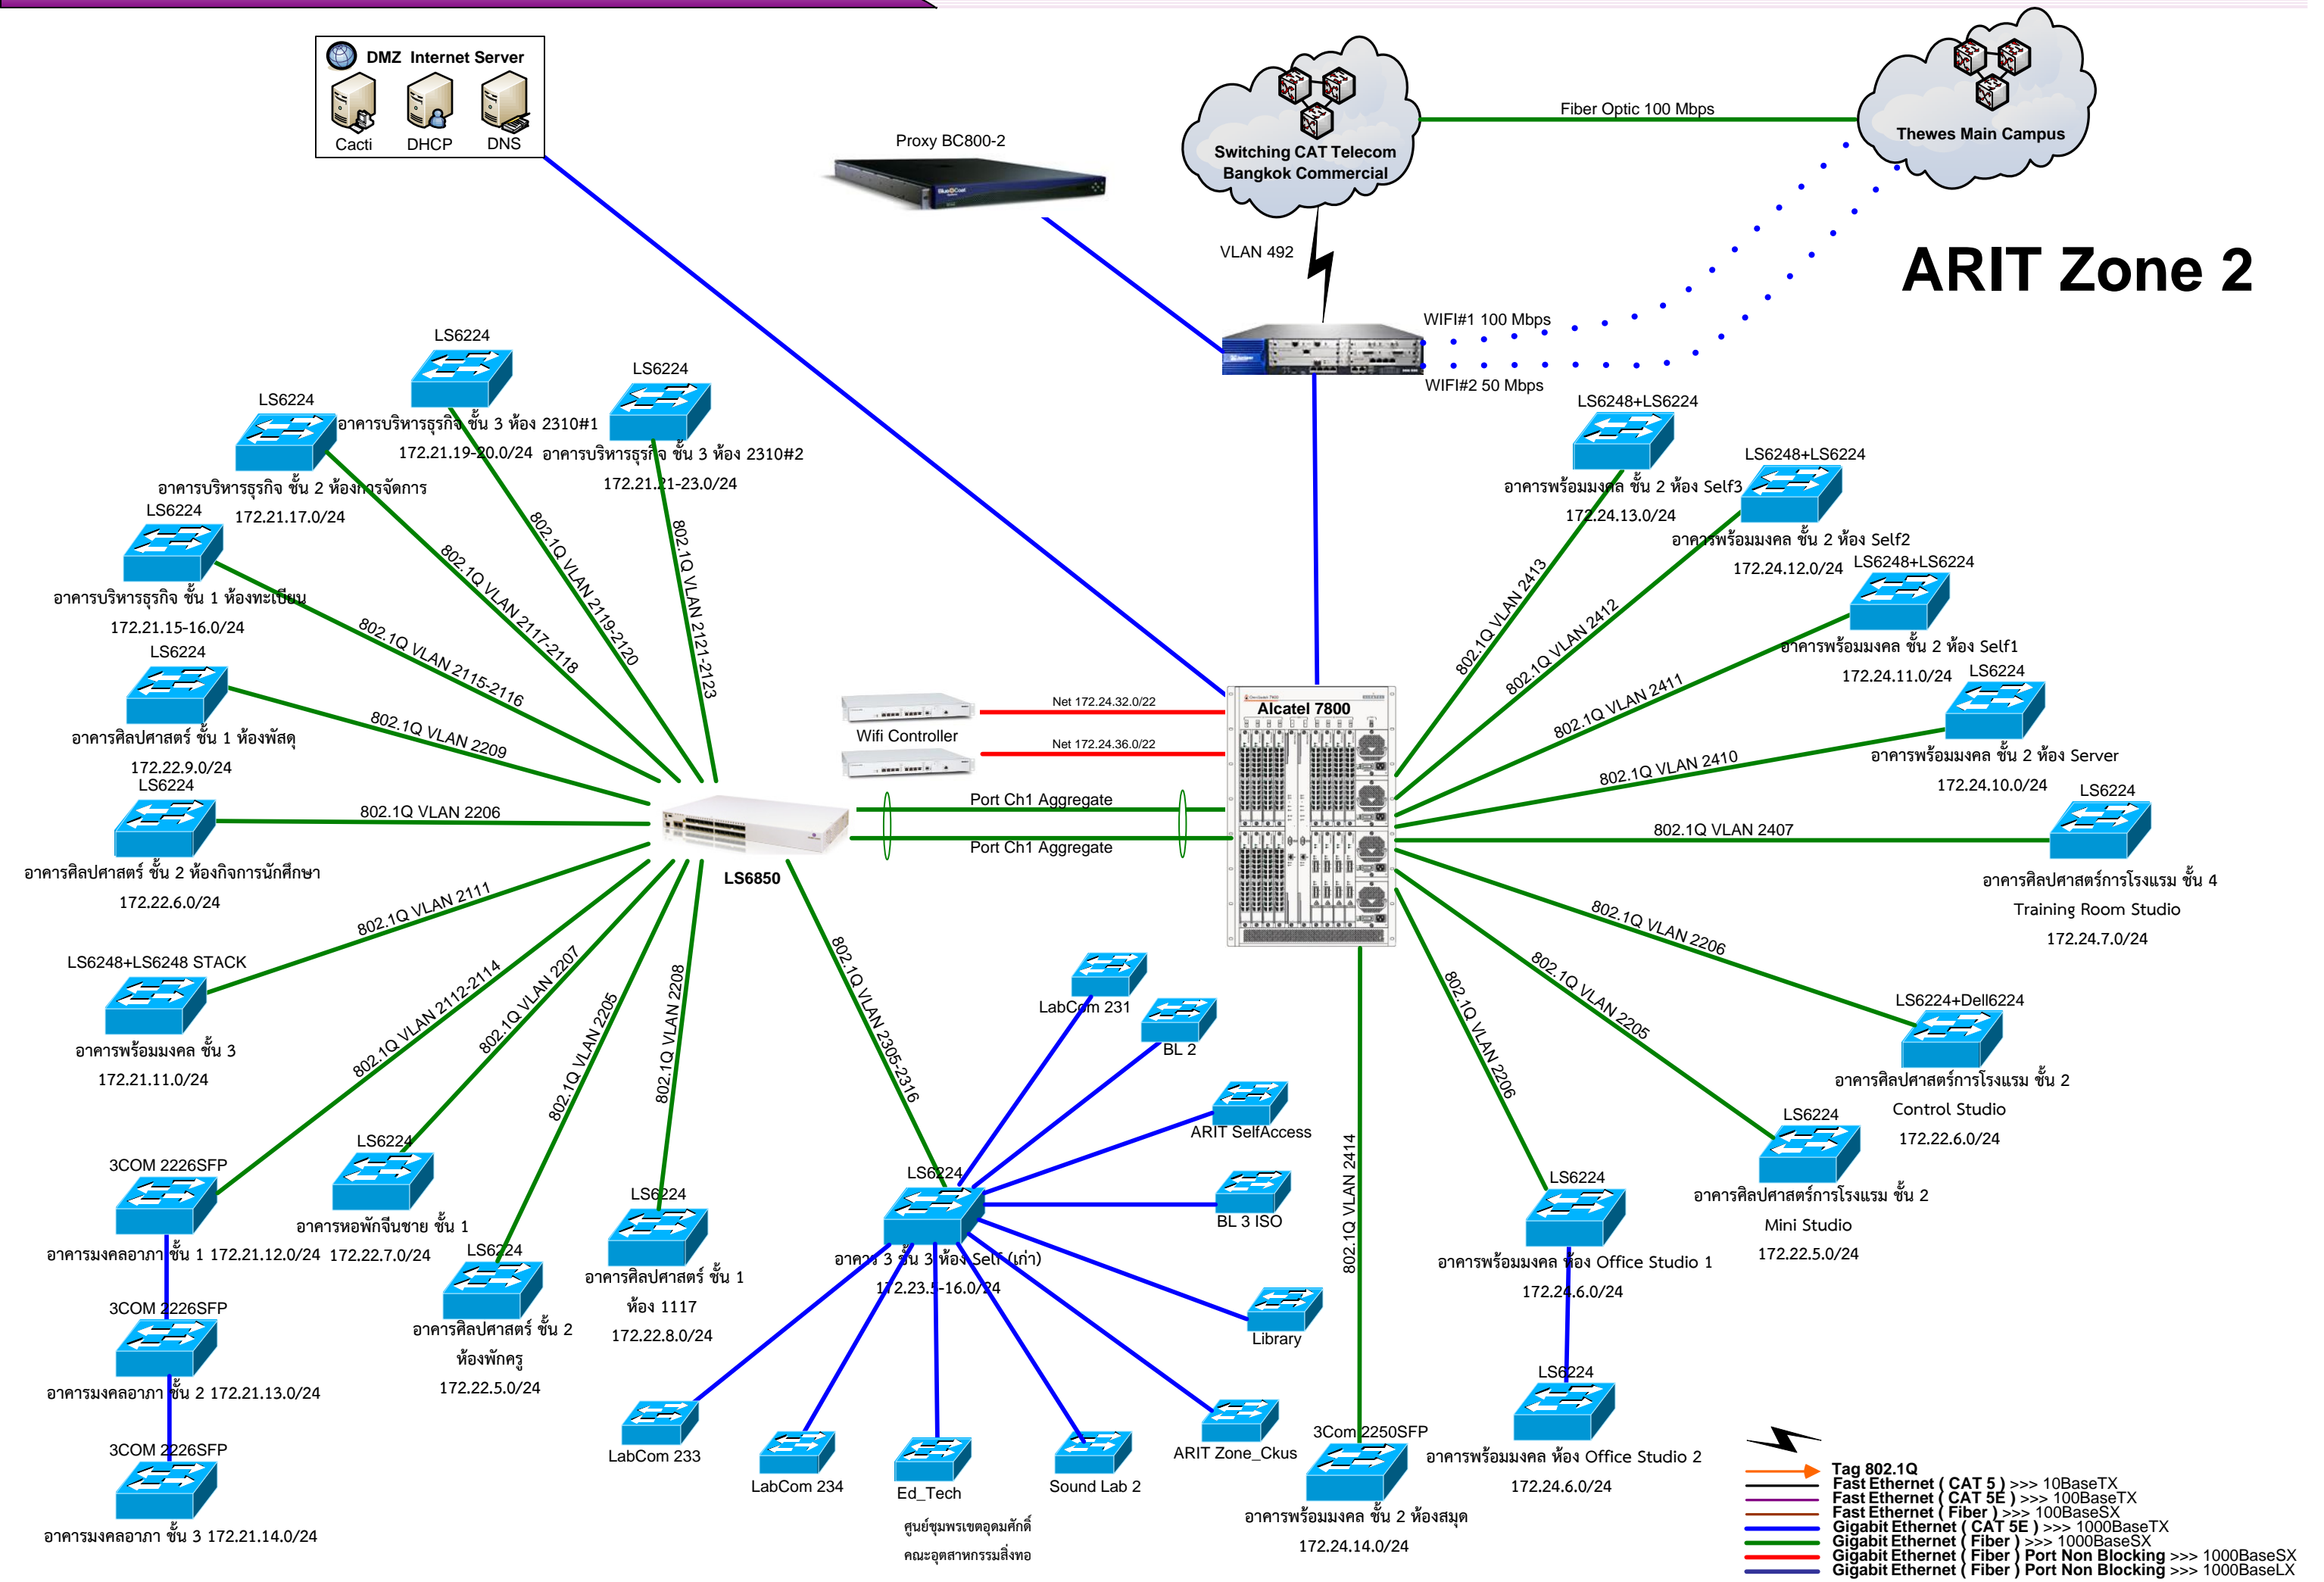 DMZ Internet Server
Cacti
DHCP
DNS
Proxy BC800-2
Switching CAT Telecom
Bangkok Commercial
Fiber Optic 100 Mbps
Thewes Main Campus
VLAN 492
ARIT Zone 2
WIFI#1 100 Mbps
WIFI#2 50 Mbps
LS6224
อาคารบริหารธุรกิจ ชั้น 3 ห้อง 2310#1
172.21.19-20.0/24
LS6224
อาคารบริหารธุรกิจ ชั้น 3 ห้อง 2310#2
172.21.21-23.0/24
LS6224
อาคารบริหารธุรกิจ ชั้น 2 ห้องการจัดการ
172.21.17.0/24
LS6224
อาคารบริหารธุรกิจ ชั้น 1 ห้องทะเบียน
172.21.15-16.0/24
LS6224
อาคารศิลปศาสตร์ ชั้น 1 ห้องพัสดุ
172.22.9.0/24
LS6224
อาคารศิลปศาสตร์ ชั้น 2 ห้องกิจการนักศึกษา
172.22.6.0/24
LS6248+LS6248 STACK
อาคารพร้อมมงคล ชั้น 3
172.21.11.0/24
802.1Q VLAN 2121-2123
802.1Q VLAN 2119-2120
802.1Q VLAN 2117-2118
802.1Q VLAN 2115-2116
802.1Q VLAN 2209
802.1Q VLAN 2206
802.1Q VLAN 2111
802.1Q VLAN 2112-2114
802.1Q VLAN 2207
802.1Q VLAN 2205
802.1Q VLAN 2208
802.1Q VLAN 2305-2316
LS6850
Wifi Controller
Net 172.24.32.0/22
Net 172.24.36.0/22
Port Ch1 Aggregate
Port Ch1 Aggregate
Alcatel 7800
LS6248+LS6224
อาคารพร้อมมงคล ชั้น 2 ห้อง Self3
172.24.13.0/24
LS6248+LS6224
อาคารพร้อมมงคล ชั้น 2 ห้อง Self2
172.24.12.0/24
LS6248+LS6224
อาคารพร้อมมงคล ชั้น 2 ห้อง Self1
172.24.11.0/24
LS6224
อาคารพร้อมมงคล ชั้น 2 ห้อง Server
172.24.10.0/24
LS6224
อาคารศิลปศาสตร์การโรงแรม ชั้น 4
Training Room Studio
172.24.7.0/24
802.1Q VLAN 2413
802.1Q VLAN 2412
802.1Q VLAN 2411
802.1Q VLAN 2410
802.1Q VLAN 2407
802.1Q VLAN 2206
802.1Q VLAN 2205
802.1Q VLAN 2206
802.1Q VLAN 2414
LS6224+Dell6224
อาคารศิลปศาสตร์การโรงแรม ชั้น 2
Control Studio
172.22.6.0/24
LS6224
อาคารศิลปศาสตร์การโรงแรม ชั้น 2
Mini Studio
172.22.5.0/24
LS6224
อาคารพร้อมมงคล ห้อง Office Studio 1
172.24.6.0/24
LS6224
อาคารพร้อมมงคล ห้อง Office Studio 2
172.24.6.0/24
3Com 2250SFP
อาคารพร้อมมงคล ชั้น 2 ห้องสมุด
172.24.14.0/24
3COM 2226SFP
อาคารมงคลอาภา ชั้น 1 172.21.12.0/24
3COM 2226SFP
อาคารมงคลอาภา ชั้น 2 172.21.13.0/24
3COM 2226SFP
อาคารมงคลอาภา ชั้น 3 172.21.14.0/24
LS6224
อาคารหอพักจีนชาย ชั้น 1
172.22.7.0/24
LS6224
อาคารศิลปศาสตร์ ชั้น 2
ห้องพักครู
172.22.5.0/24
LS6224
อาคารศิลปศาสตร์ ชั้น 1
ห้อง 1117
172.22.8.0/24
LS6224
อาคาร 3 ชั้น 3 ห้อง Self (เก่า)
172.23.5-16.0/24
LabCom 231
BL 2
ARIT SelfAccess
BL 3 ISO
Library
ARIT Zone_Ckus
Sound Lab 2
Ed_Tech
ศูนย์ชุมพรเขตอุดมศักดิ์
คณะอุตสาหกรรมสิ่งทอ
LabCom 234
LabCom 233
Tag 802.1Q
Fast Ethernet ( CAT 5 ) >>> 10BaseTX
Fast Ethernet ( CAT 5E ) >>> 100BaseTX
Fast Ethernet ( Fiber ) >>> 100BaseSX
Gigabit Ethernet ( CAT 5E ) >>> 1000BaseTX
Gigabit Ethernet ( Fiber ) >>> 1000BaseSX
Gigabit Ethernet ( Fiber ) Port Non Blocking >>> 1000BaseSX
Gigabit Ethernet ( Fiber ) Port Non Blocking >>> 1000BaseLX